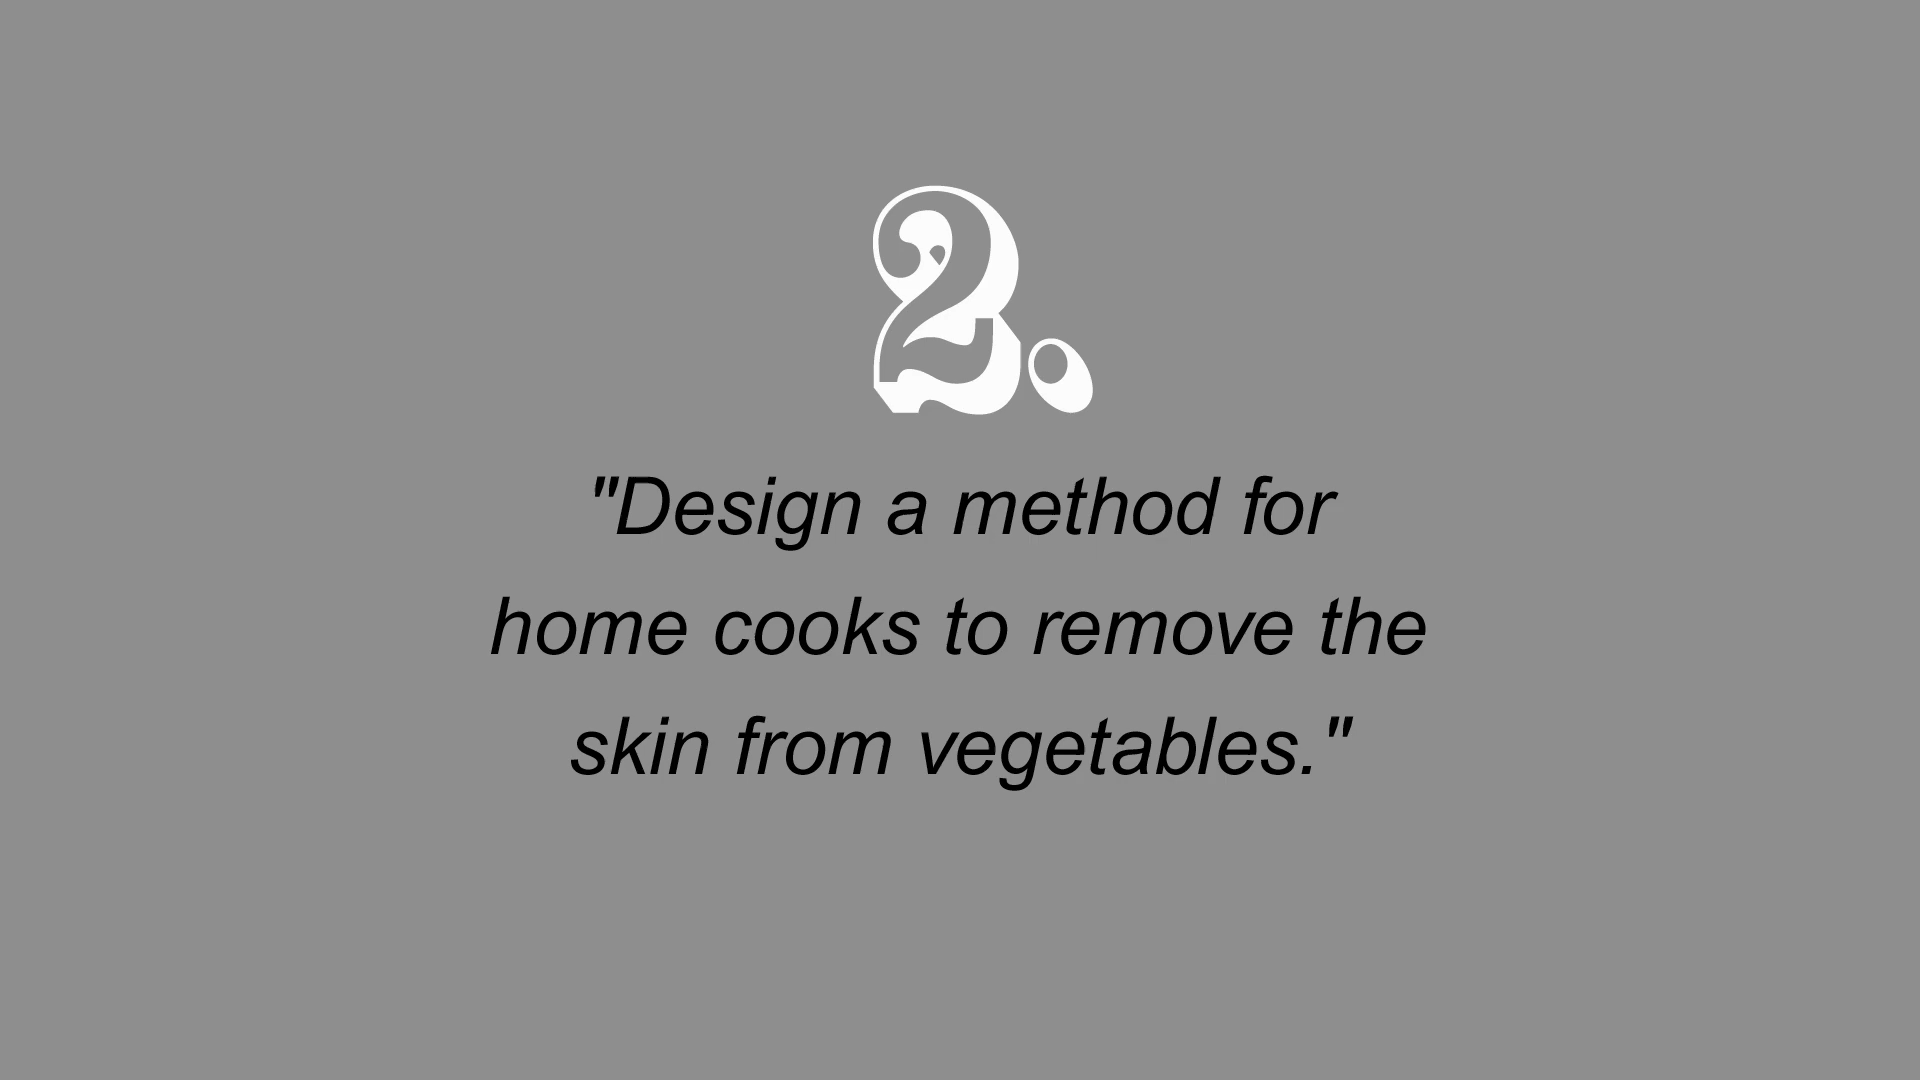 2.
"Design a method for
home cooks to remove the
skin from vegetables."